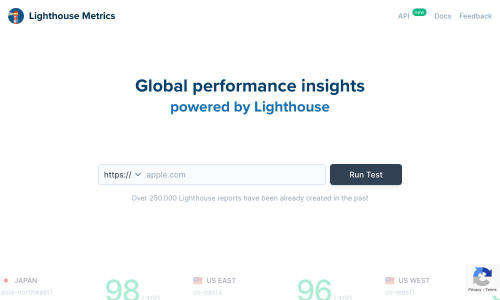 Lighthouse Metrics
API new Docs Feedback
Global performance insights
powered by Lighthouse
https:// apple.com Run Test
Over 250.000 Lighthouse reports have been already created in the past
JAPAN 98 / 100 US EAST 96 / 100 US WEST
asia-northeast1 us-east4 us-west1
Privacy - Terms